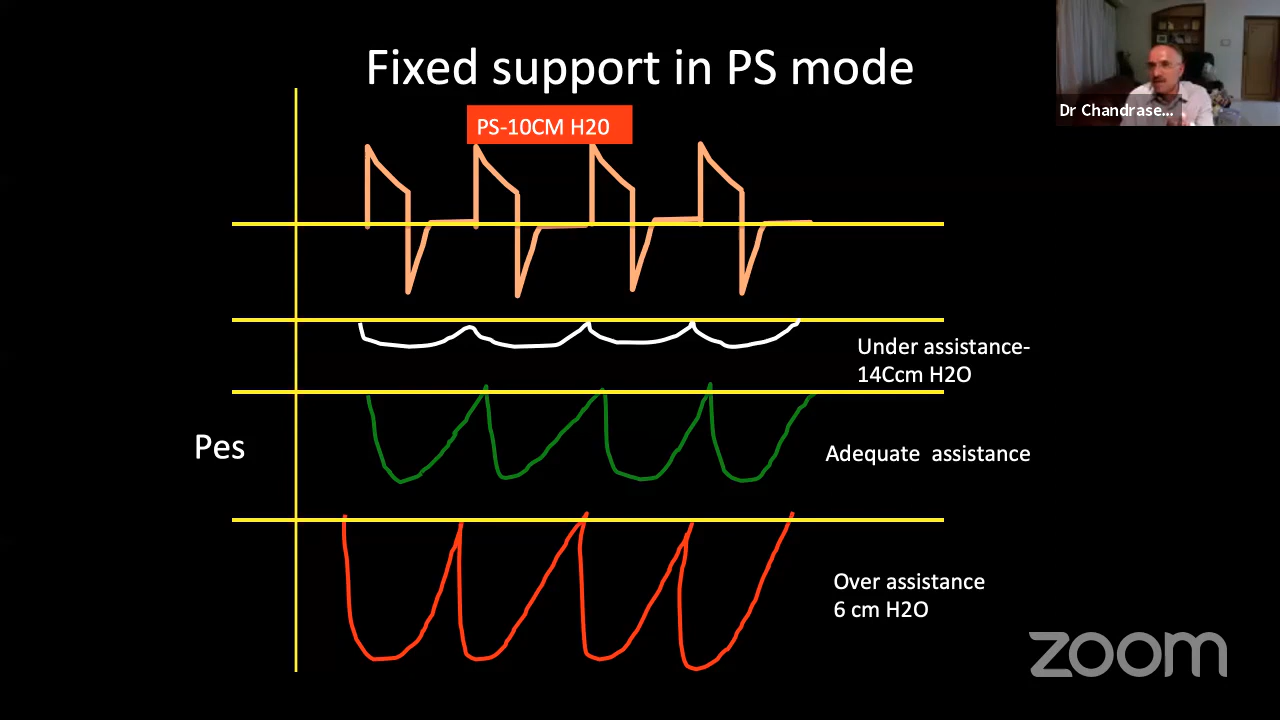 Fixed support in PS mode
PS-10CM H20
Dr Chandrase...
Under assistance-
14Ccm H2O
Pes
Adequate assistance
Over assistance
6 cm H2O
zoom